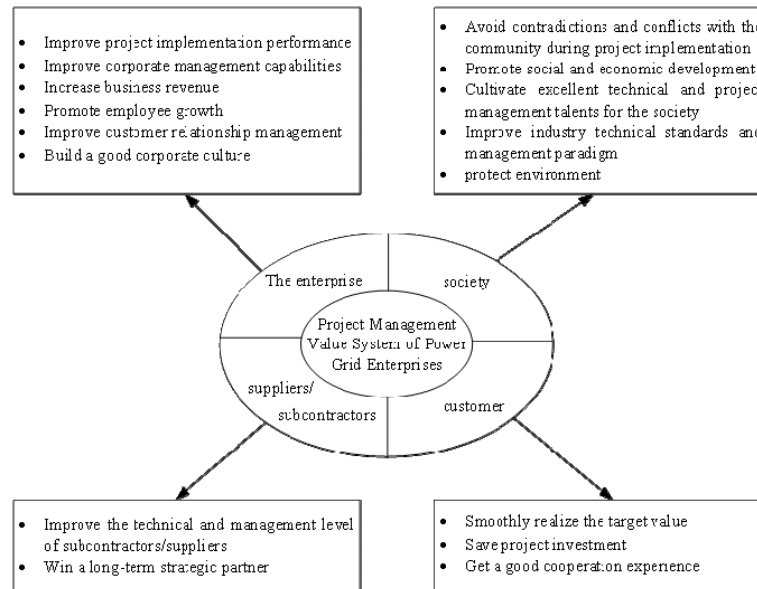 Improve project implementation performance
Improve corporate management capabilities
Increase business revenue
Promote employee growth
Improve customer relationship management
Build a good corporate culture
Avoid contradictions and conflicts with the
community during project implementation
Promote social and economic development
Cultivate excellent technical and project
management talents for the society
Improve industry technical standards and
management paradigm
protect environment
The enterprise
society
Project Management
Value System of Power
Grid Enterprises
suppliers/
subcontractors
customer
Improve the technical and management level
of subcontractors/suppliers
Win a long-term strategic partner
Smoothly realize the target value
Save project investment
Get a good cooperation experience